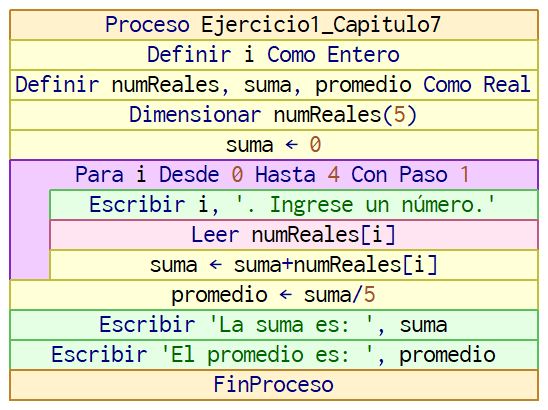 Proceso Ejercicio1_Capitulo7
Definir i Como Entero
Definir numReales, suma, promedio Como Real
Dimensionar numReales(5)
suma ← 0
Para i Desde 0 Hasta 4 Con Paso 1
Escribir i, '. Ingrese un número.'
Leer numReales[i]
suma ← suma+numReales[i]
promedio ← suma/5
Escribir 'La suma es: ', suma
Escribir 'El promedio es: ', promedio
FinProceso